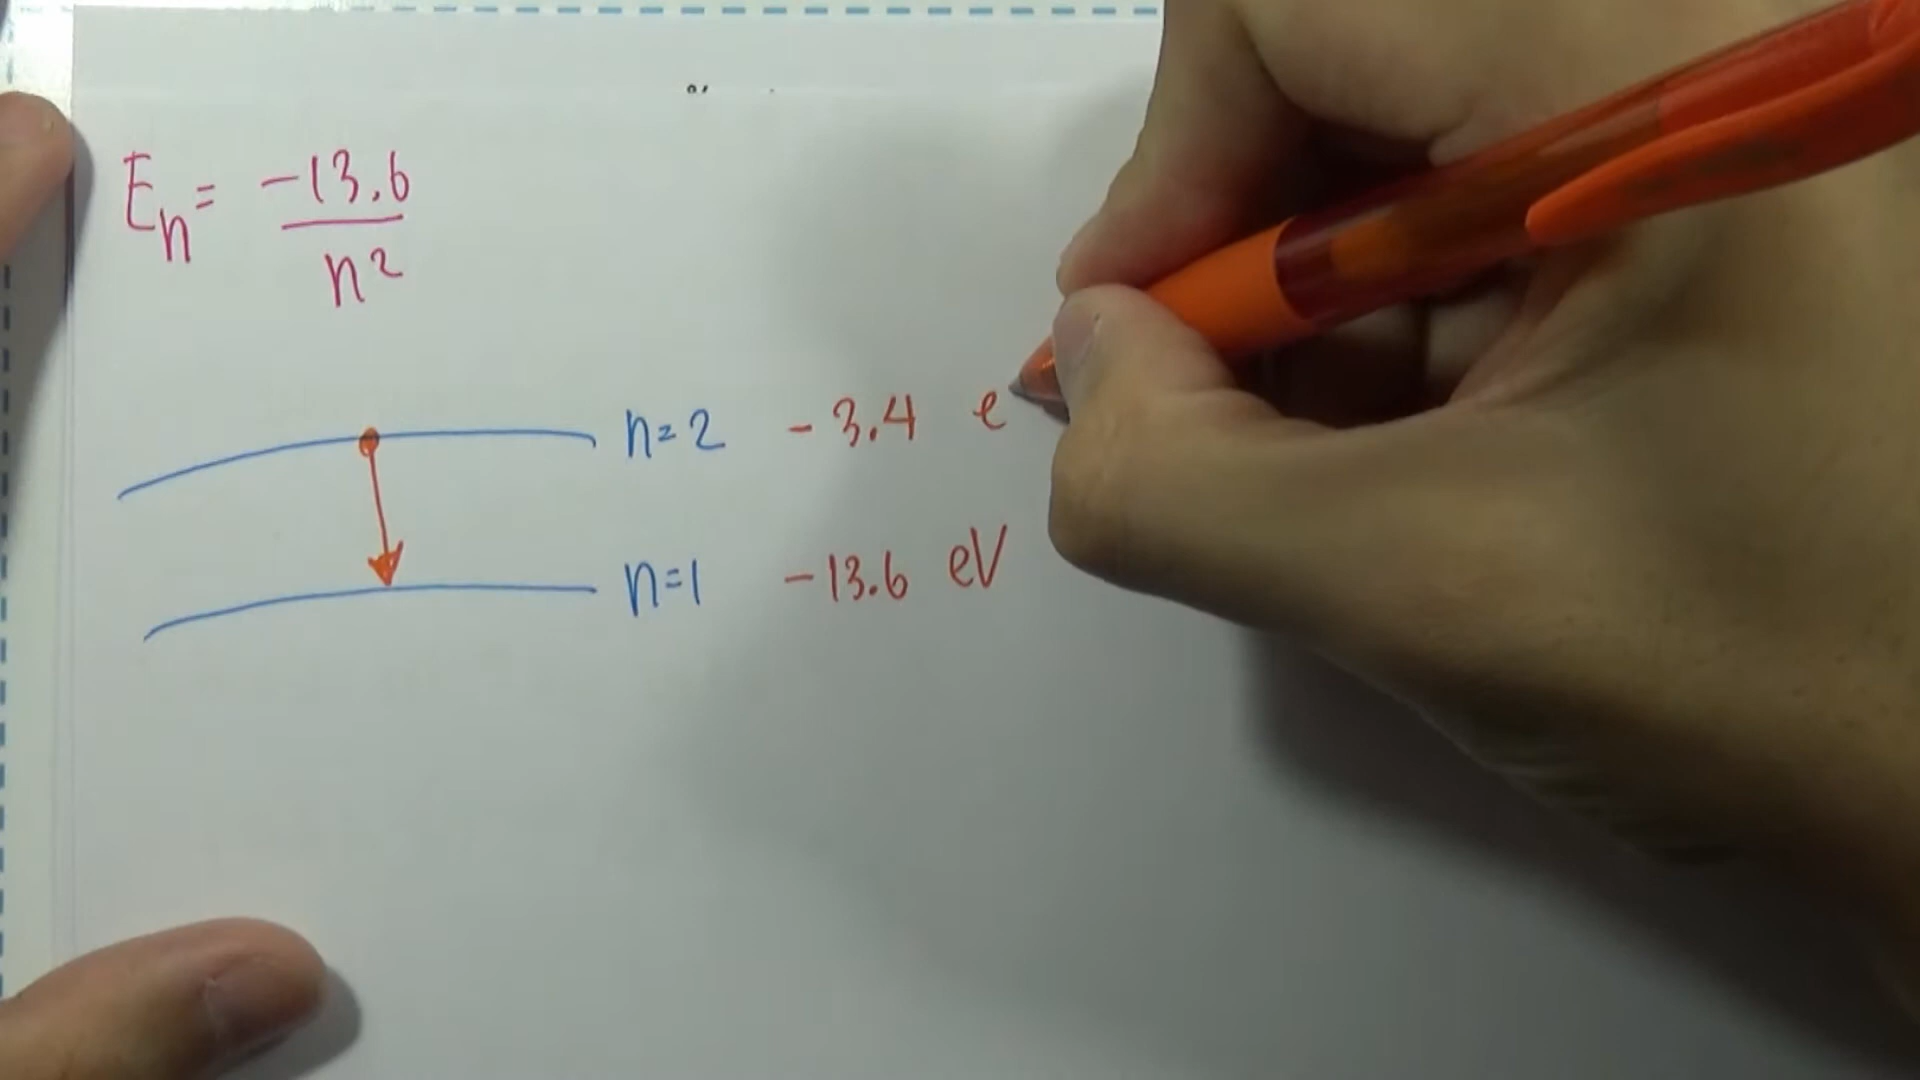 Eₙ = -13.6
n²
n=2 -3.4 e
n=1 -13.6 eV